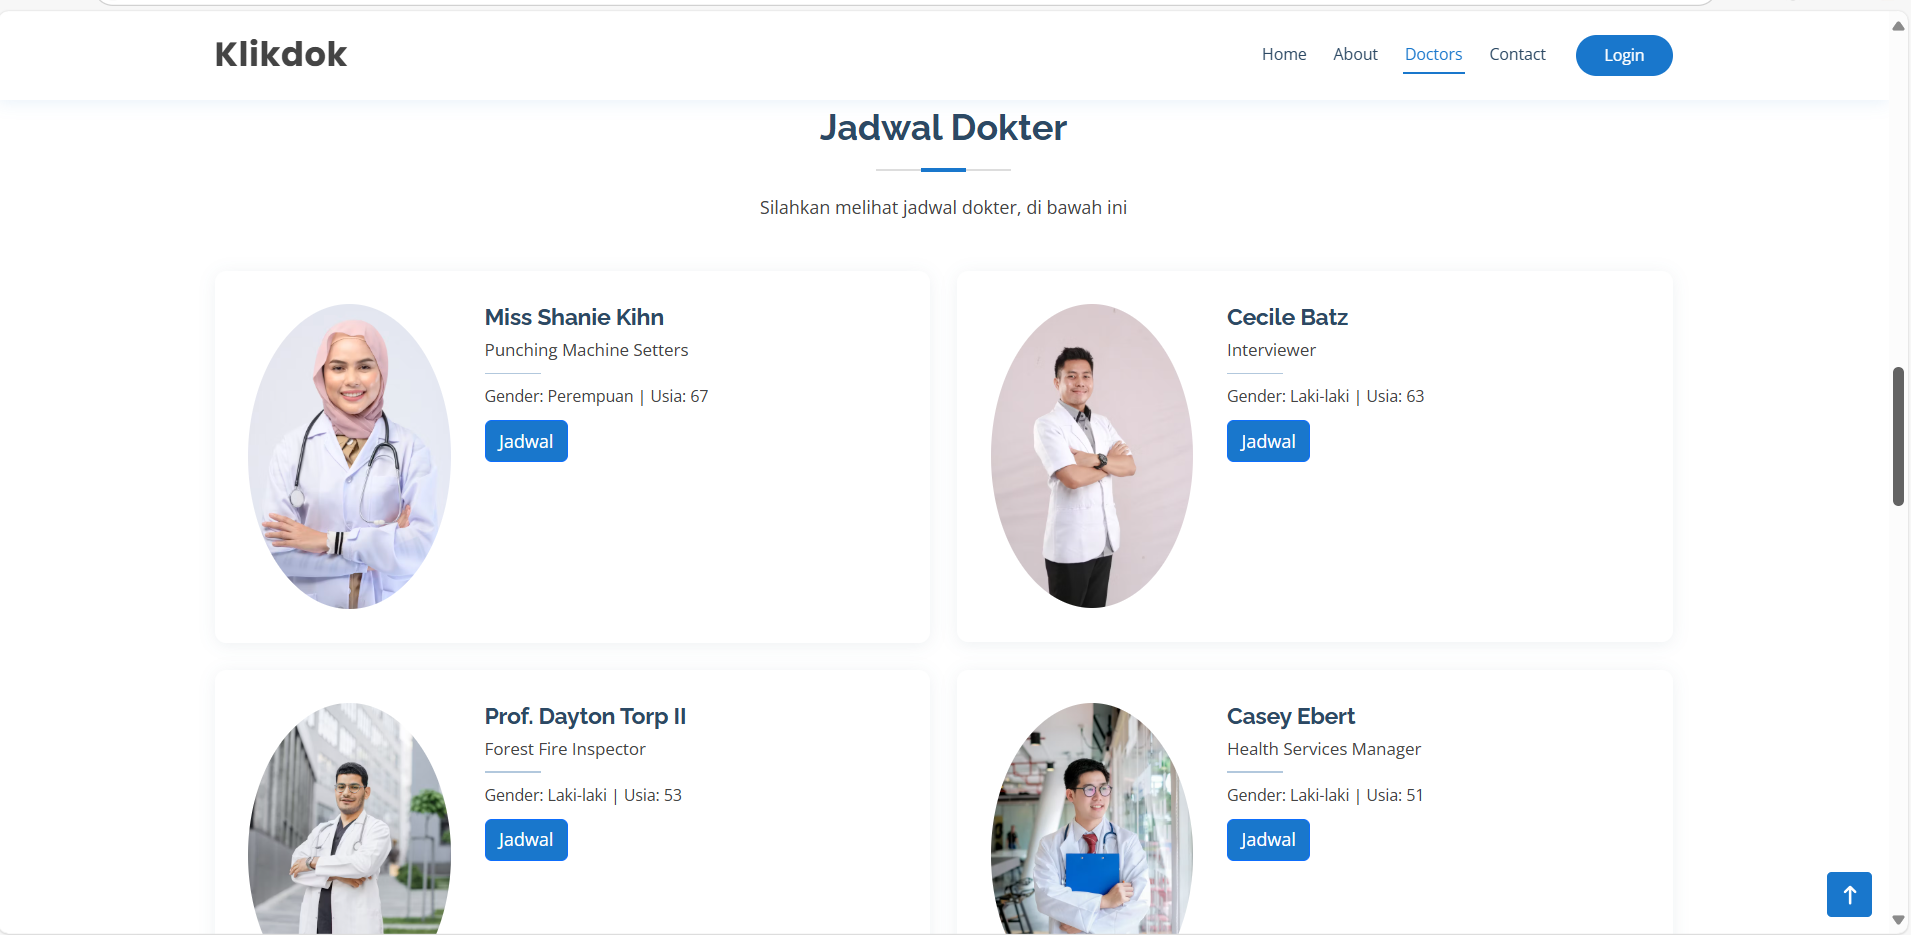 Klikdok
Home About Doctors Contact Login
Jadwal Dokter
Silahkan melihat jadwal dokter, di bawah ini
Miss Shanie Kihn
Punching Machine Setters
Gender: Perempuan | Usia: 67
Jadwal
Cecile Batz
Interviewer
Gender: Laki-laki | Usia: 63
Jadwal
Prof. Dayton Torp II
Forest Fire Inspector
Gender: Laki-laki | Usia: 53
Jadwal
Casey Ebert
Health Services Manager
Gender: Laki-laki | Usia: 51
Jadwal